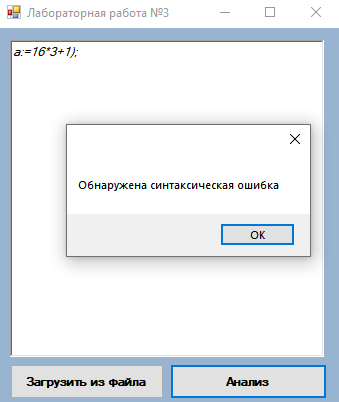 Лабораторная работа №3
a:=16*3+1);
Обнаружена синтаксическая ошибка
OK
Загрузить из файла
Анализ